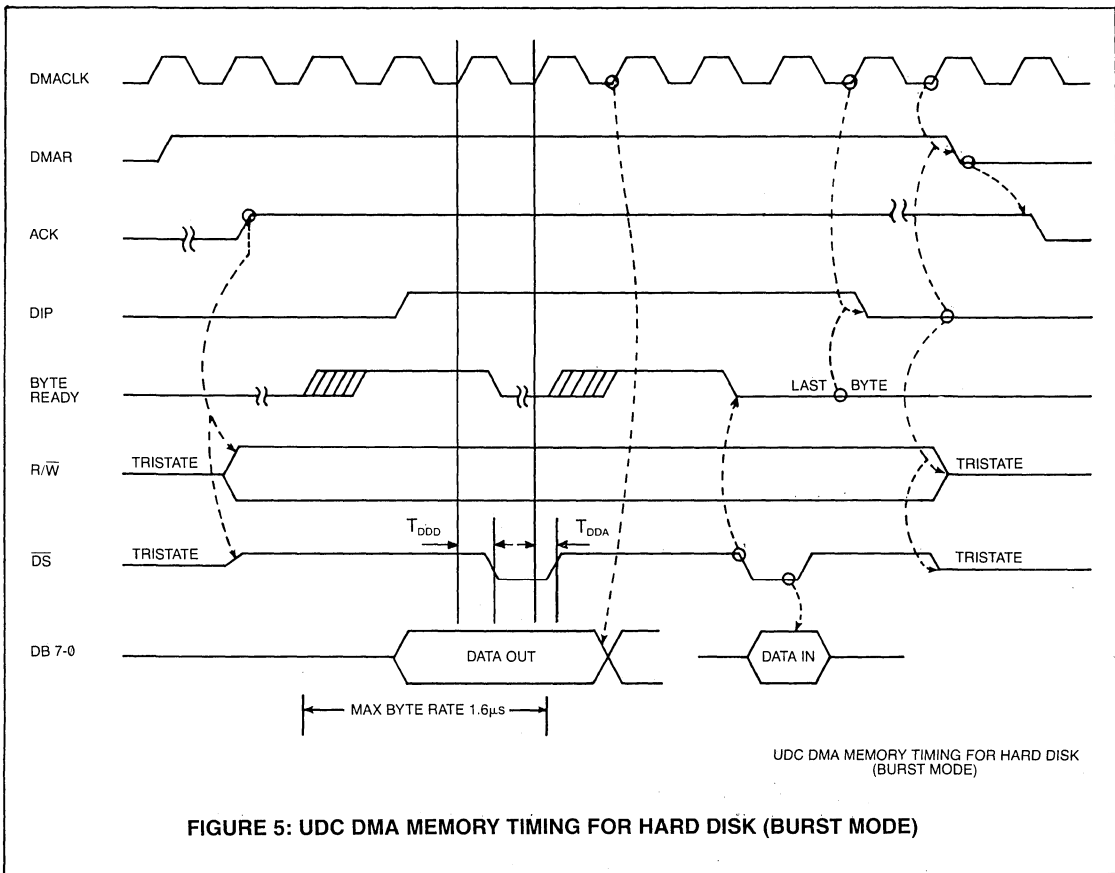 DMACLK
DMAR
ACK
DIP
BYTE
READY
LAST BYTE
R/W̅
TRISTATE
TRISTATE
T_DDD
T_DDA
D̅S̅
TRISTATE
TRISTATE
DB 7-0
DATA OUT
DATA IN
MAX BYTE RATE 1.6μs
UDC DMA MEMORY TIMING FOR HARD DISK
(BURST MODE)
FIGURE 5: UDC DMA MEMORY TIMING FOR HARD DISK (BURST MODE)